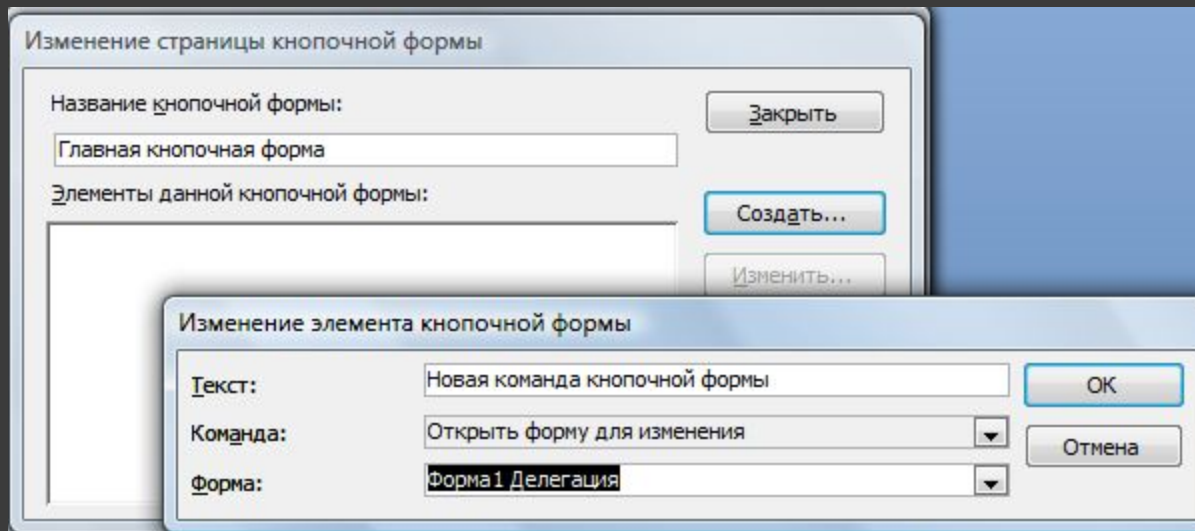 Изменение страницы кнопочной формы
Название кнопочной формы:
Закрыть
Главная кнопочная форма
Элементы данной кнопочной формы:
Создать...
Изменить...
Изменение элемента кнопочной формы
Текст:
Новая команда кнопочной формы
ОК
Команда:
Открыть форму для изменения
Отмена
Форма:
Форма1 Делегация